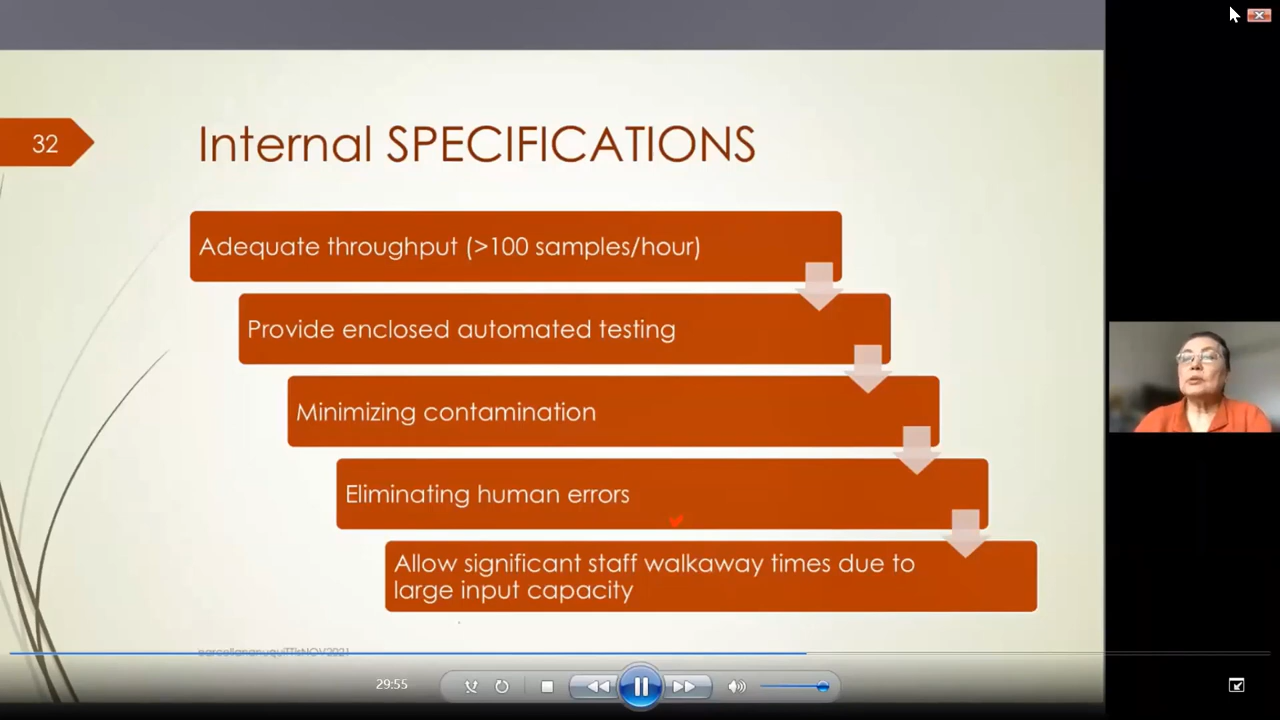 32
Internal SPECIFICATIONS
Adequate throughput (>100 samples/hour)
Provide enclosed automated testing
Minimizing contamination
Eliminating human errors
Allow significant staff walkaway times due to
large input capacity
29:55